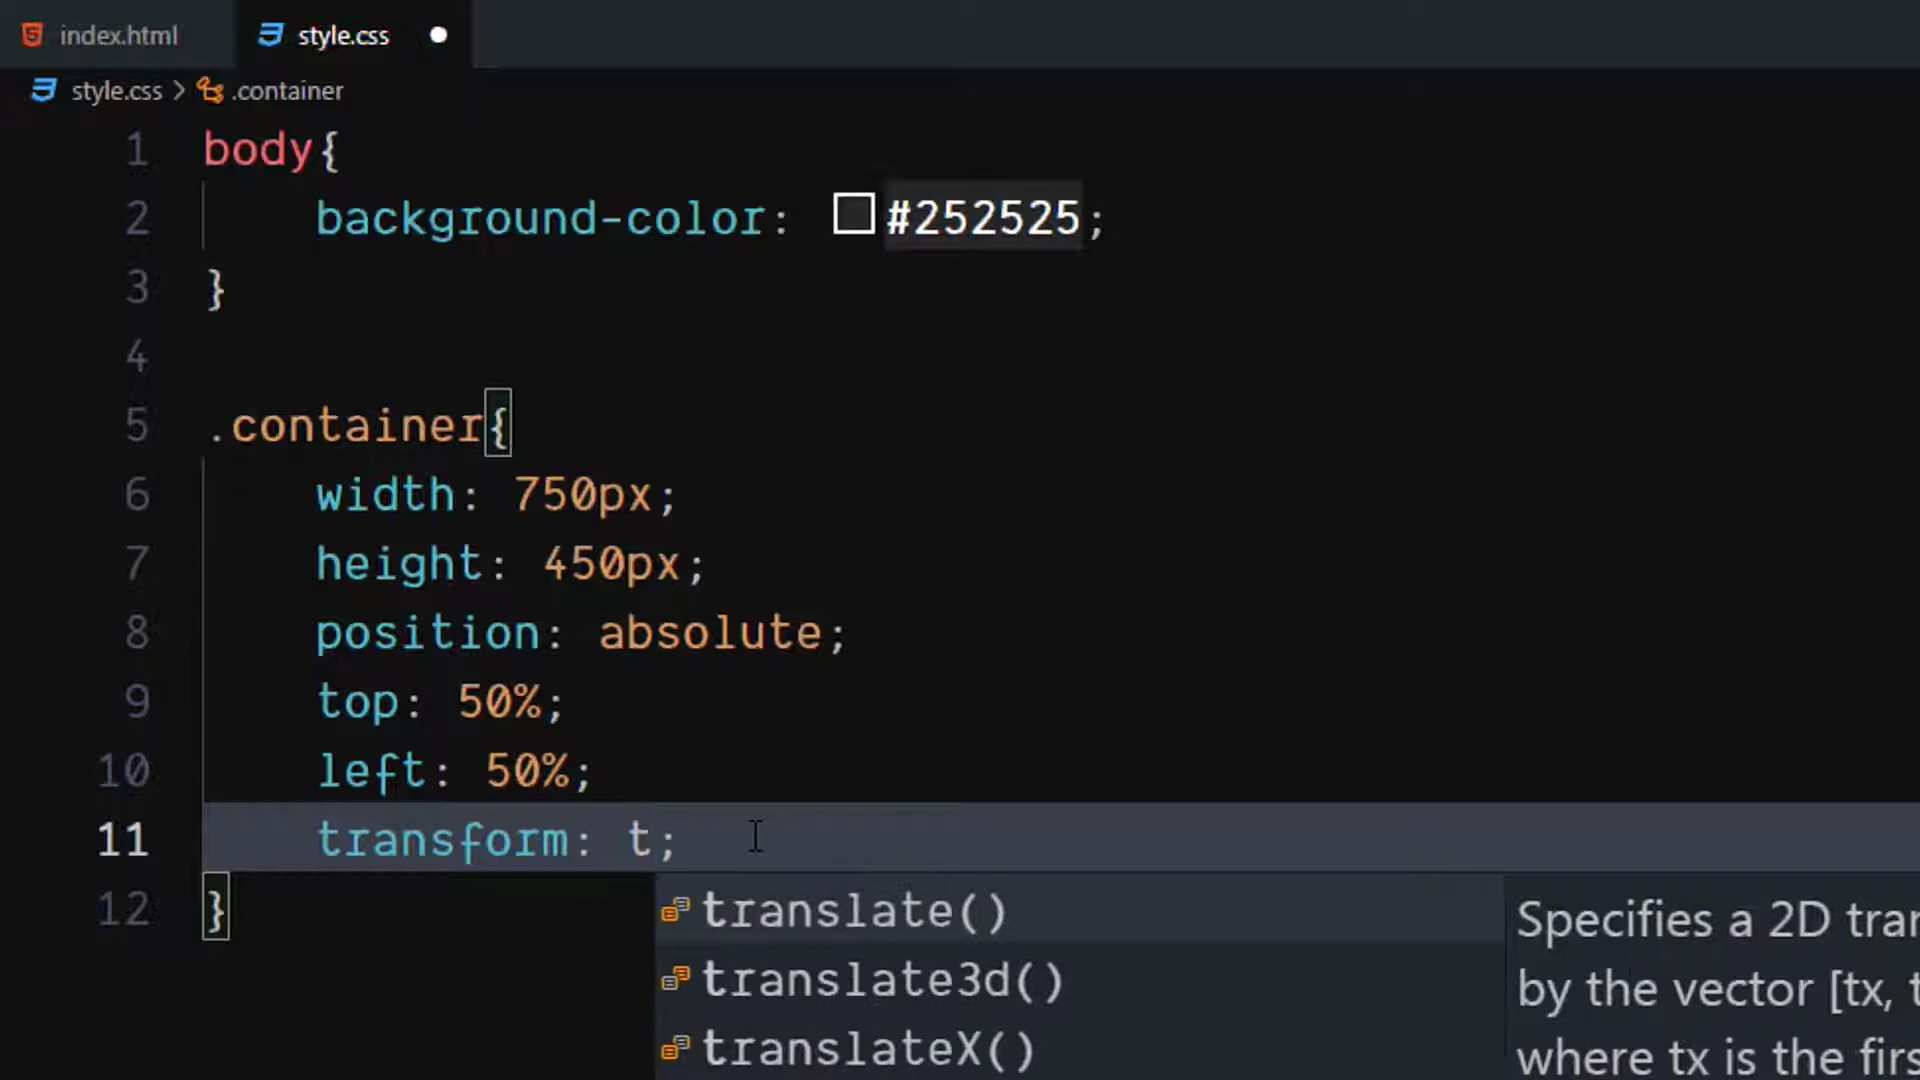 index.html style.css
style.css > .container
1 body{
2 background-color: #252525;
3 }
4
5 .container{
6 width: 750px;
7 height: 450px;
8 position: absolute;
9 top: 50%;
10 left: 50%;
11 transform: t;
12 }
translate()
translate3d()
translateX()
Specifies a 2D tran
by the vector [tx, t
where tx is the firs